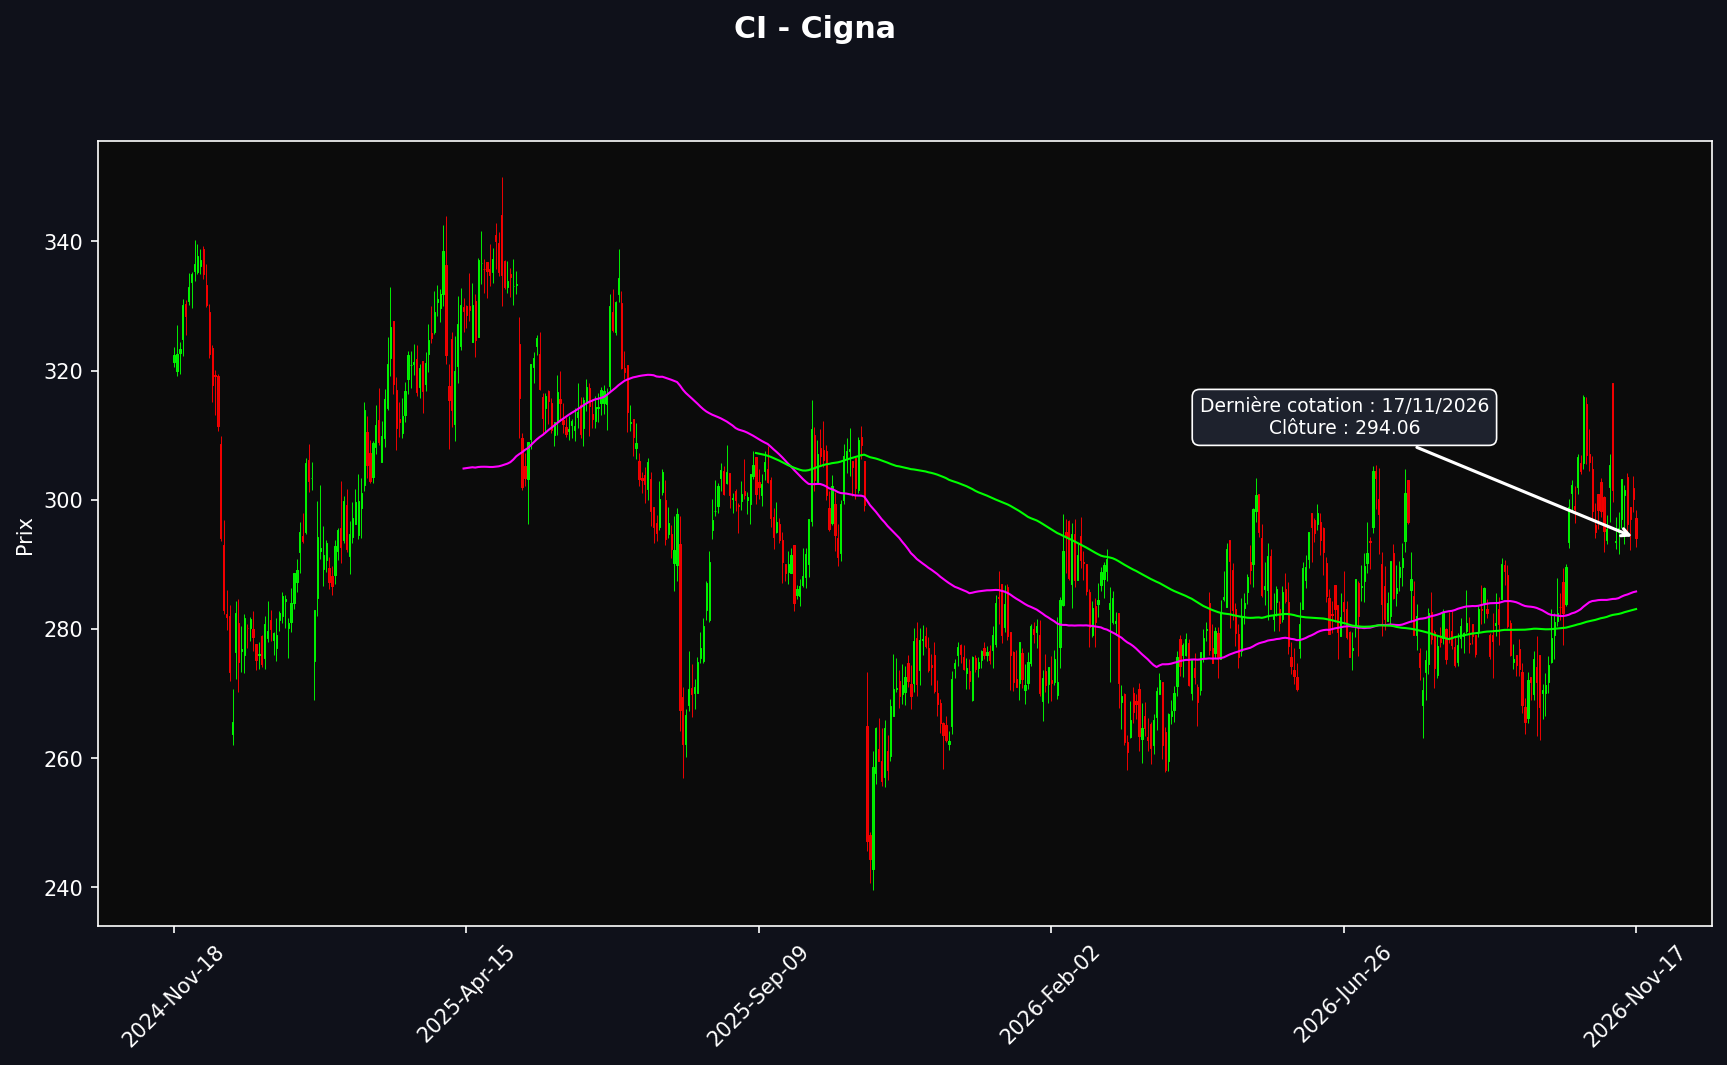 CI - Cigna
Prix
340
320
300
280
260
240
Dernière cotation : 17/11/2026
Clôture : 294.06
2024-Nov-18
2025-Apr-15
2025-Sep-09
2026-Feb-02
2026-Jun-26
2026-Nov-17